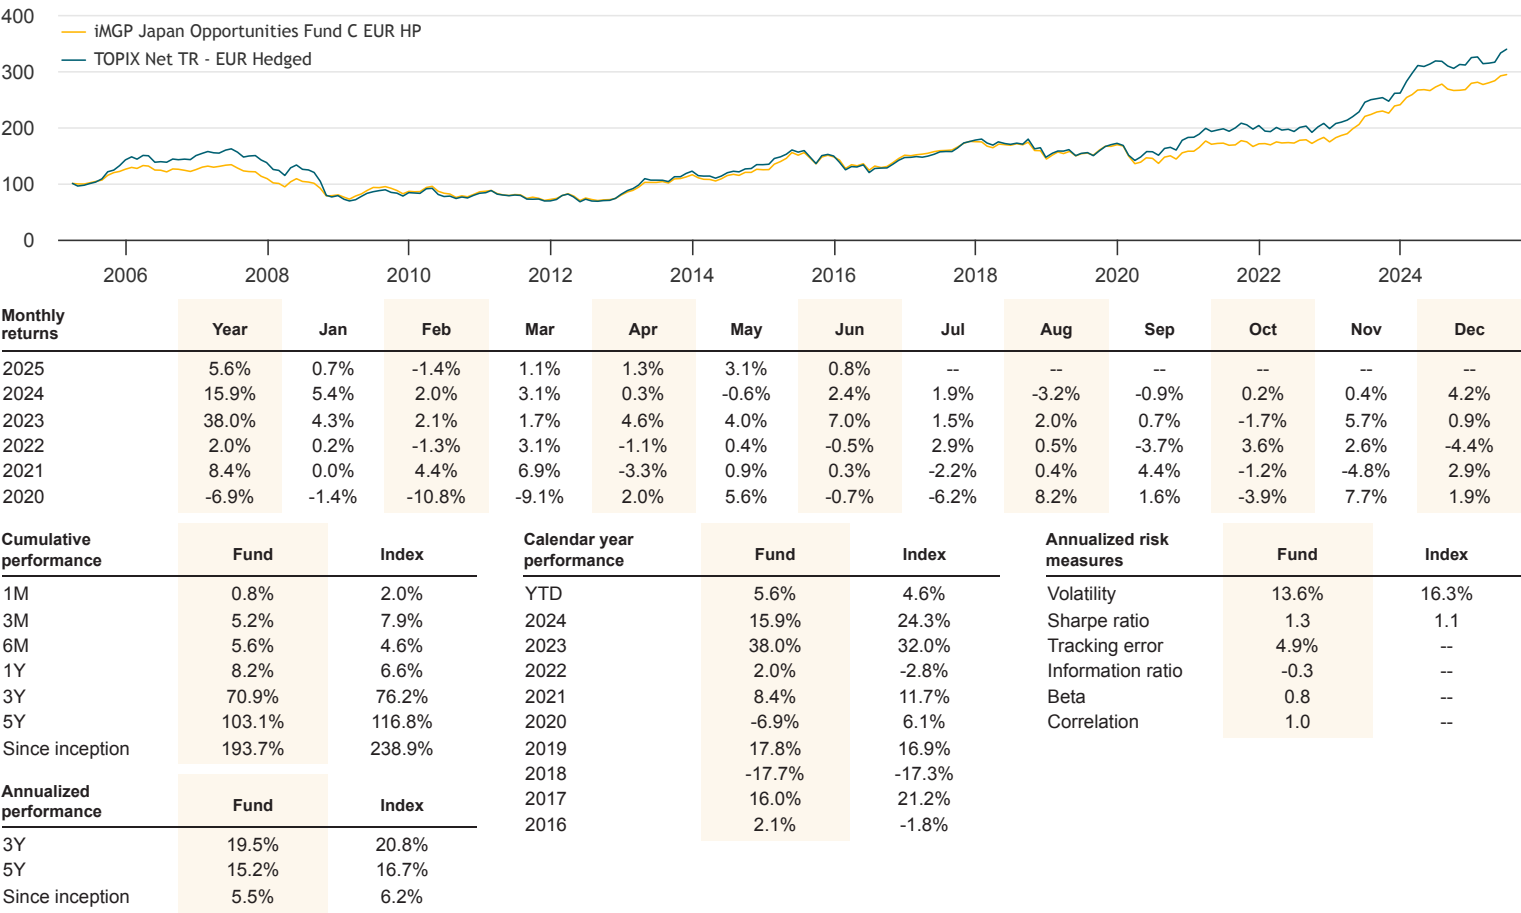 400
iMGP Japan Opportunities Fund C EUR HP
TOPIX Net TR - EUR Hedged
300
200
100
0
2006 2008 2010 2012 2014 2016 2018 2020 2022 2024
Monthly returns Year Jan Feb Mar Apr May Jun Jul Aug Sep Oct Nov Dec
2025 5.6% 0.7% -1.4% 1.1% 1.3% 3.1% 0.8% -- -- -- -- -- --
2024 15.9% 5.4% 2.0% 3.1% 0.3% -0.6% 2.4% 1.9% -3.2% -0.9% 0.2% 0.4% 4.2%
2023 38.0% 4.3% 2.1% 1.7% 4.6% 4.0% 7.0% 1.5% 2.0% 0.7% -1.7% 5.7% 0.9%
2022 2.0% 0.2% -1.3% 3.1% -1.1% 0.4% -0.5% 2.9% 0.5% -3.7% 3.6% 2.6% -4.4%
2021 8.4% 0.0% 4.4% 6.9% -3.3% 0.9% 0.3% -2.2% 0.4% 4.4% -1.2% -4.8% 2.9%
2020 -6.9% -1.4% -10.8% -9.1% 2.0% 5.6% -0.7% -6.2% 8.2% 1.6% -3.9% 7.7% 1.9%
Cumulative performance Fund Index
1M 0.8% 2.0%
3M 5.2% 7.9%
6M 5.6% 4.6%
1Y 8.2% 6.6%
3Y 70.9% 76.2%
5Y 103.1% 116.8%
Since inception 193.7% 238.9%
Annualized performance Fund Index
3Y 19.5% 20.8%
5Y 15.2% 16.7%
Since inception 5.5% 6.2%
Calendar year performance Fund Index
YTD 5.6% 4.6%
2024 15.9% 24.3%
2023 38.0% 32.0%
2022 2.0% -2.8%
2021 8.4% 11.7%
2020 -6.9% 6.1%
2019 17.8% 16.9%
2018 -17.7% -17.3%
2017 16.0% 21.2%
2016 2.1% -1.8%
Annualized risk measures Fund Index
Volatility 13.6% 16.3%
Sharpe ratio 1.3 1.1
Tracking error 4.9% --
Information ratio -0.3 --
Beta 0.8 --
Correlation 1.0 --